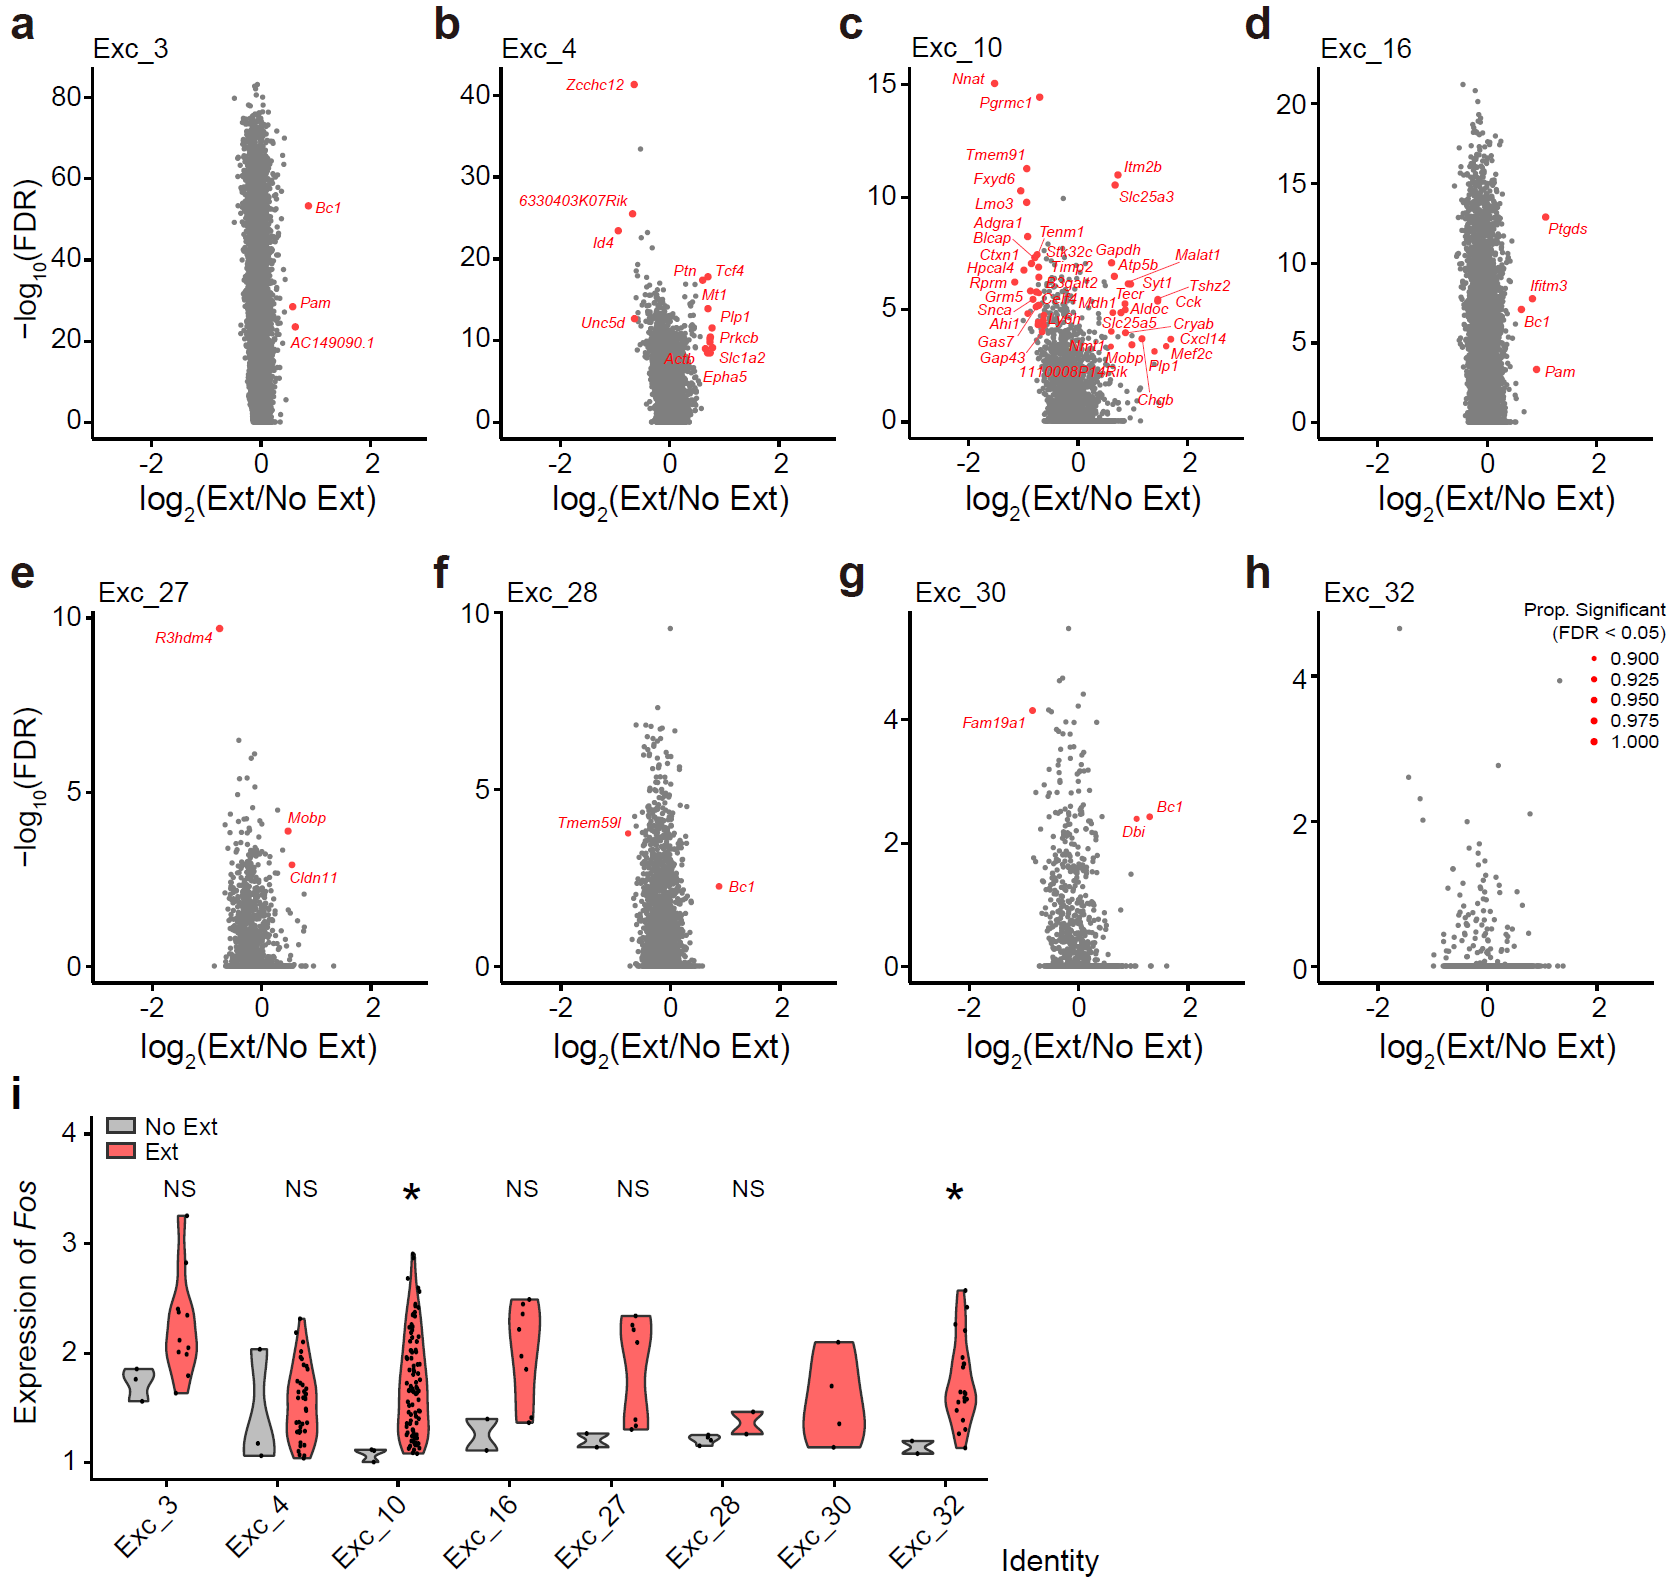 a
Exc_3
80
60
40
20
0
-2 0 2
log2(Ext/No Ext)
−log10(FDR)
Bc1
Pam
AC149090.1
b
Exc_4
40
30
20
10
0
-2 0 2
log2(Ext/No Ext)
Zcchc12
6330403K07Rik
Id4
Ptn Tcf4
Mt1
Unc5d
Plp1
Prkcb
Actb Slc1a2
Epha5
c
Exc_10
15
10
5
0
-2 0 2
log2(Ext/No Ext)
Nnat
Pgrmc1
Tmem91
Itm2b
Fxyd6
Slc25a3
Lmo3
Adgra1
Tenm1
Blcap
Stk32c Gapdh
Ctxn1
Malat1
Hpcal4 Timp2 Atp5b
Rprm B3galt2 Syt1
Tshz2
Grm5 Celf4 Mdh1 Tecr
Cck
Snca Aldoc
Ahi1 Ly6h Slc25a5 Cryab
Gas7 Nmt1 Cxcl14
Gap43 Mobp Mef2c
1110008P14Rik Plp1
Chgb
d
Exc_16
20
15
10
5
0
-2 0 2
log2(Ext/No Ext)
Ptgds
Ifitm3
Bc1
Pam
e
Exc_27
10
5
0
-2 0 2
log2(Ext/No Ext)
−log10(FDR)
R3hdm4
Mobp
Cldn11
f
Exc_28
10
5
0
-2 0 2
log2(Ext/No Ext)
Tmem59l
Bc1
g
Exc_30
4
2
0
-2 0 2
log2(Ext/No Ext)
Fam19a1
Bc1
Dbi
h
Exc_32
4
2
0
-2 0 2
log2(Ext/No Ext)
Prop. Significant
(FDR < 0.05)
0.900
0.925
0.950
0.975
1.000
i
No Ext
Ext
4
3
2
1
Expression of Fos
NS NS * NS NS NS *
Exc_3 Exc_4 Exc_10 Exc_16 Exc_27 Exc_28 Exc_30 Exc_32
Identity